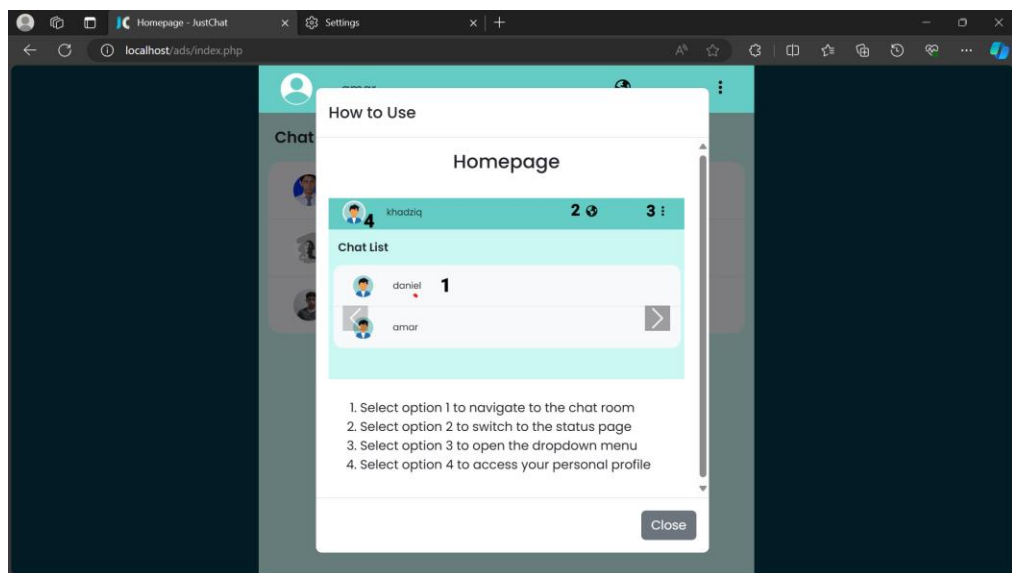 Homepage - JustChat
Settings
localhost/ads/index.php
How to Use
Chat
Homepage
4 khadziq 2 3
Chat List
daniel 1
amar
1. Select option 1 to navigate to the chat room
2. Select option 2 to switch to the status page
3. Select option 3 to open the dropdown menu
4. Select option 4 to access your personal profile
Close